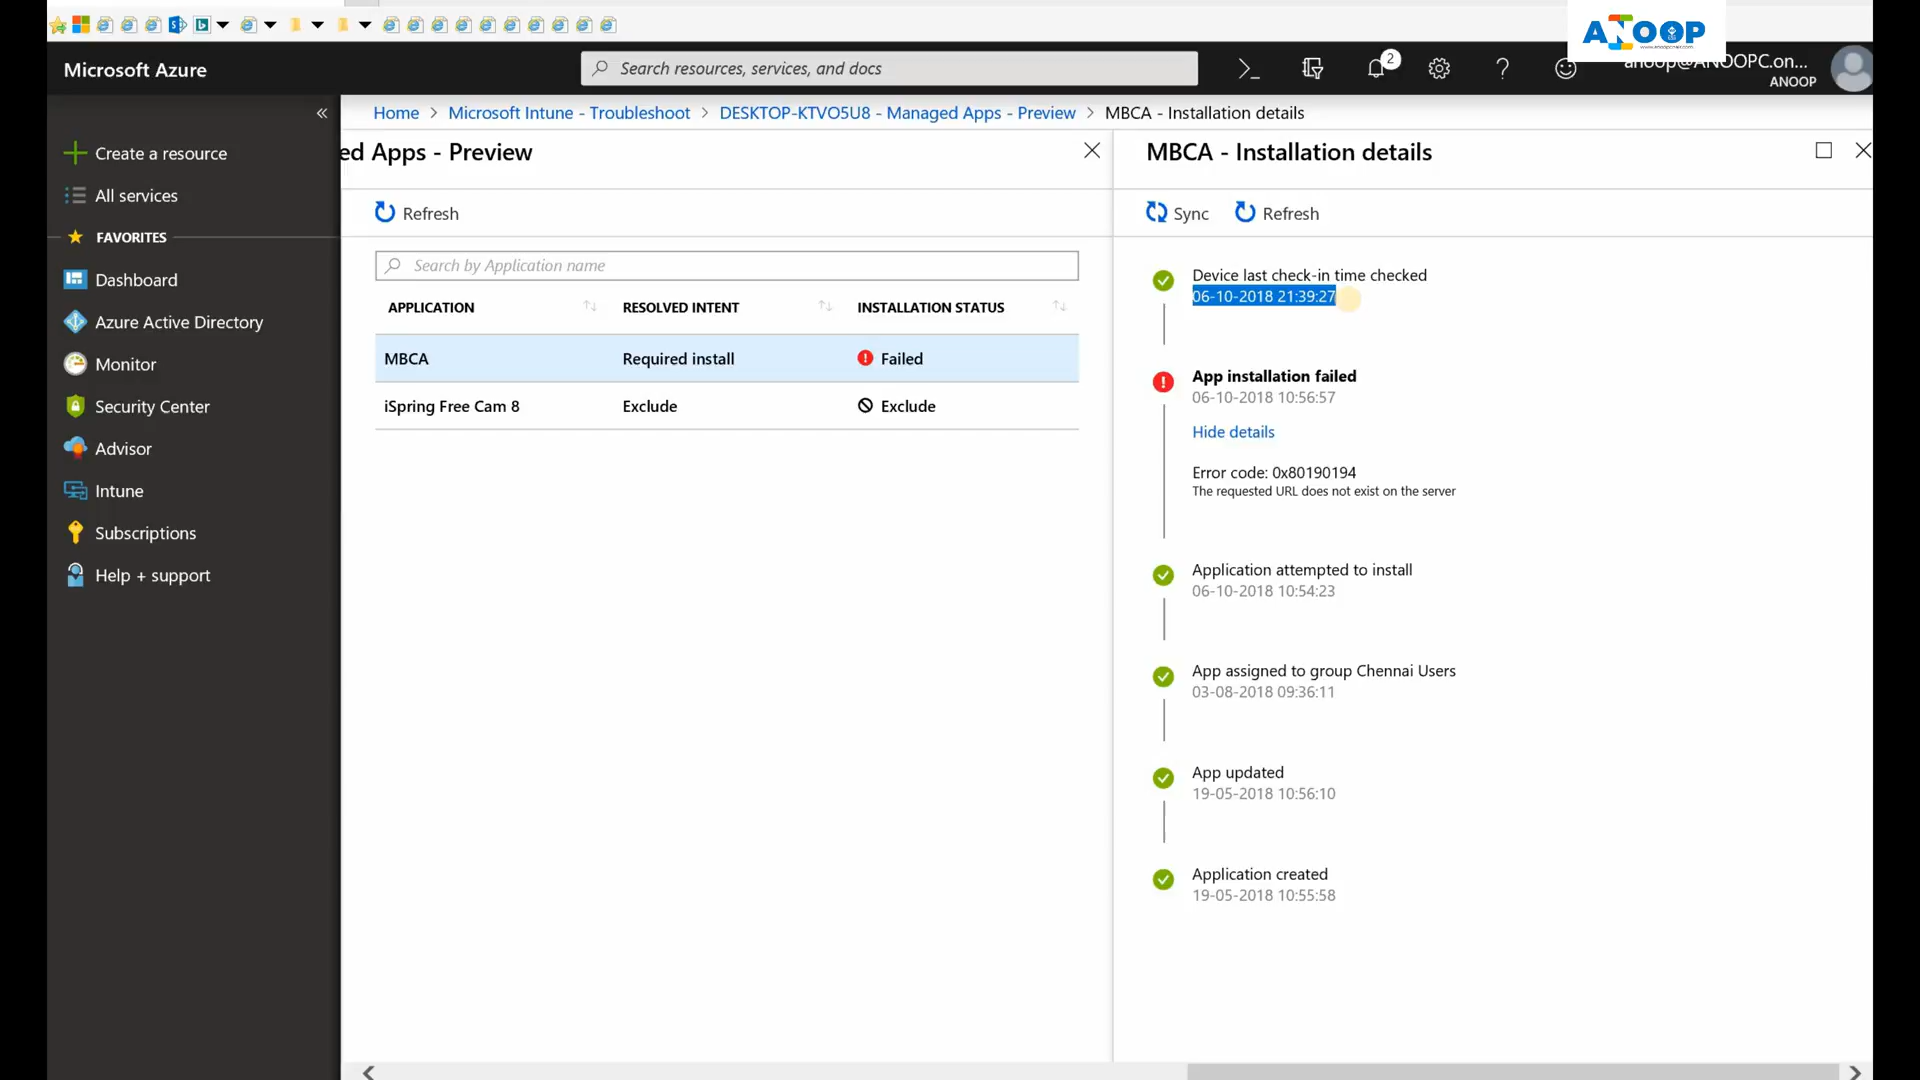 ANOOP
Microsoft Azure
Search resources, services, and docs
2
anoop@ANOOPC.on...
ANOOP
Home > Microsoft Intune - Troubleshoot > DESKTOP-KTVO5U8 - Managed Apps - Preview > MBCA - Installation details
«
Create a resource
All services
FAVORITES
Dashboard
Azure Active Directory
Monitor
Security Center
Advisor
Intune
Subscriptions
Help + support
ed Apps - Preview
Refresh
Search by Application name
APPLICATION RESOLVED INTENT INSTALLATION STATUS
MBCA Required install Failed
iSpring Free Cam 8 Exclude Exclude
MBCA - Installation details
Sync Refresh
Device last check-in time checked
06-10-2018 21:39:27
App installation failed
06-10-2018 10:56:57
Hide details
Error code: 0x80190194
The requested URL does not exist on the server
Application attempted to install
06-10-2018 10:54:23
App assigned to group Chennai Users
03-08-2018 09:36:11
App updated
19-05-2018 10:56:10
Application created
19-05-2018 10:55:58